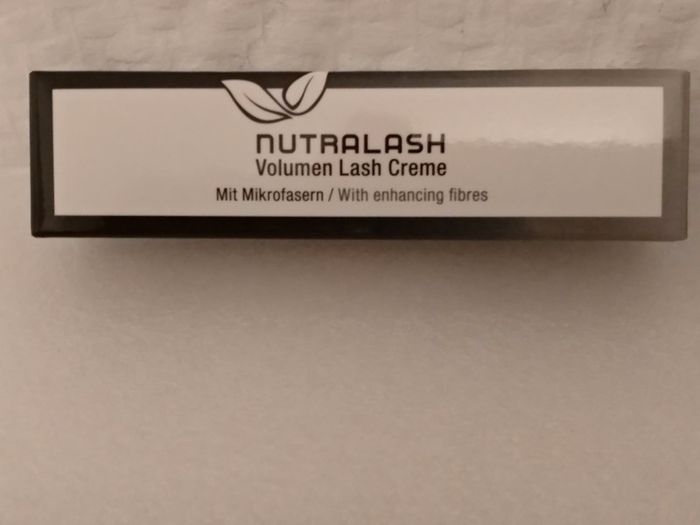 NUTRALASH
Volumen Lash Creme
Mit Mikrofasern / With enhancing fibres